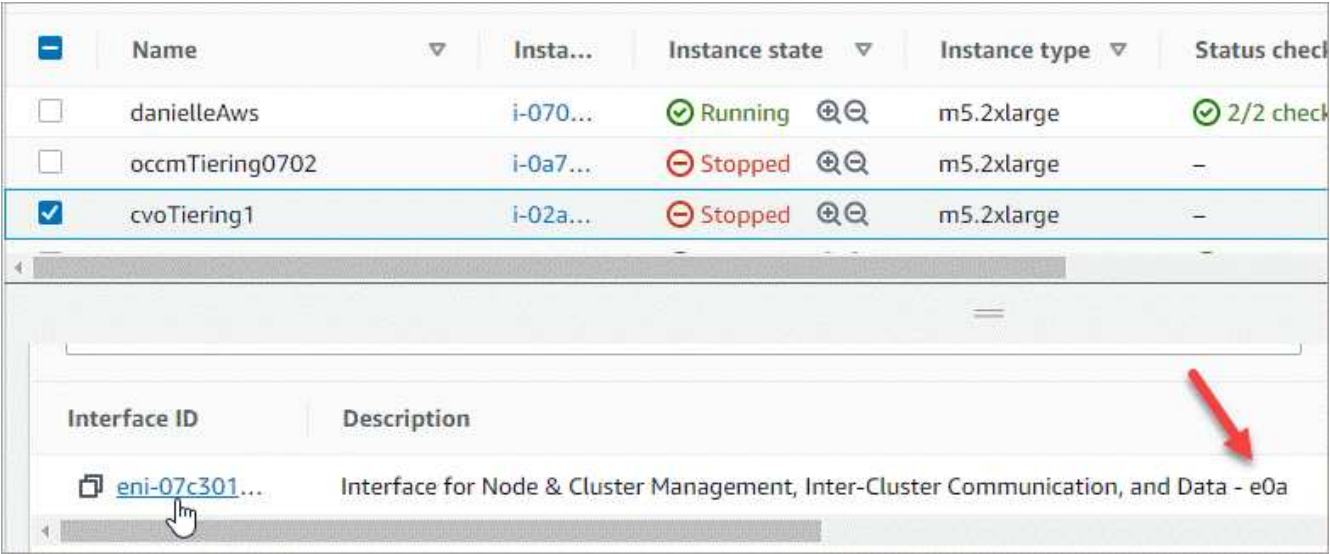 Name Insta... Instance state Instance type Status check
danielleAws i-070... Running m5.2xlarge 2/2 check
occmTiering0702 i-0a7... Stopped m5.2xlarge –
cvoTiering1 i-02a... Stopped m5.2xlarge –
Interface ID Description
eni-07c301... Interface for Node & Cluster Management, Inter-Cluster Communication, and Data - e0a